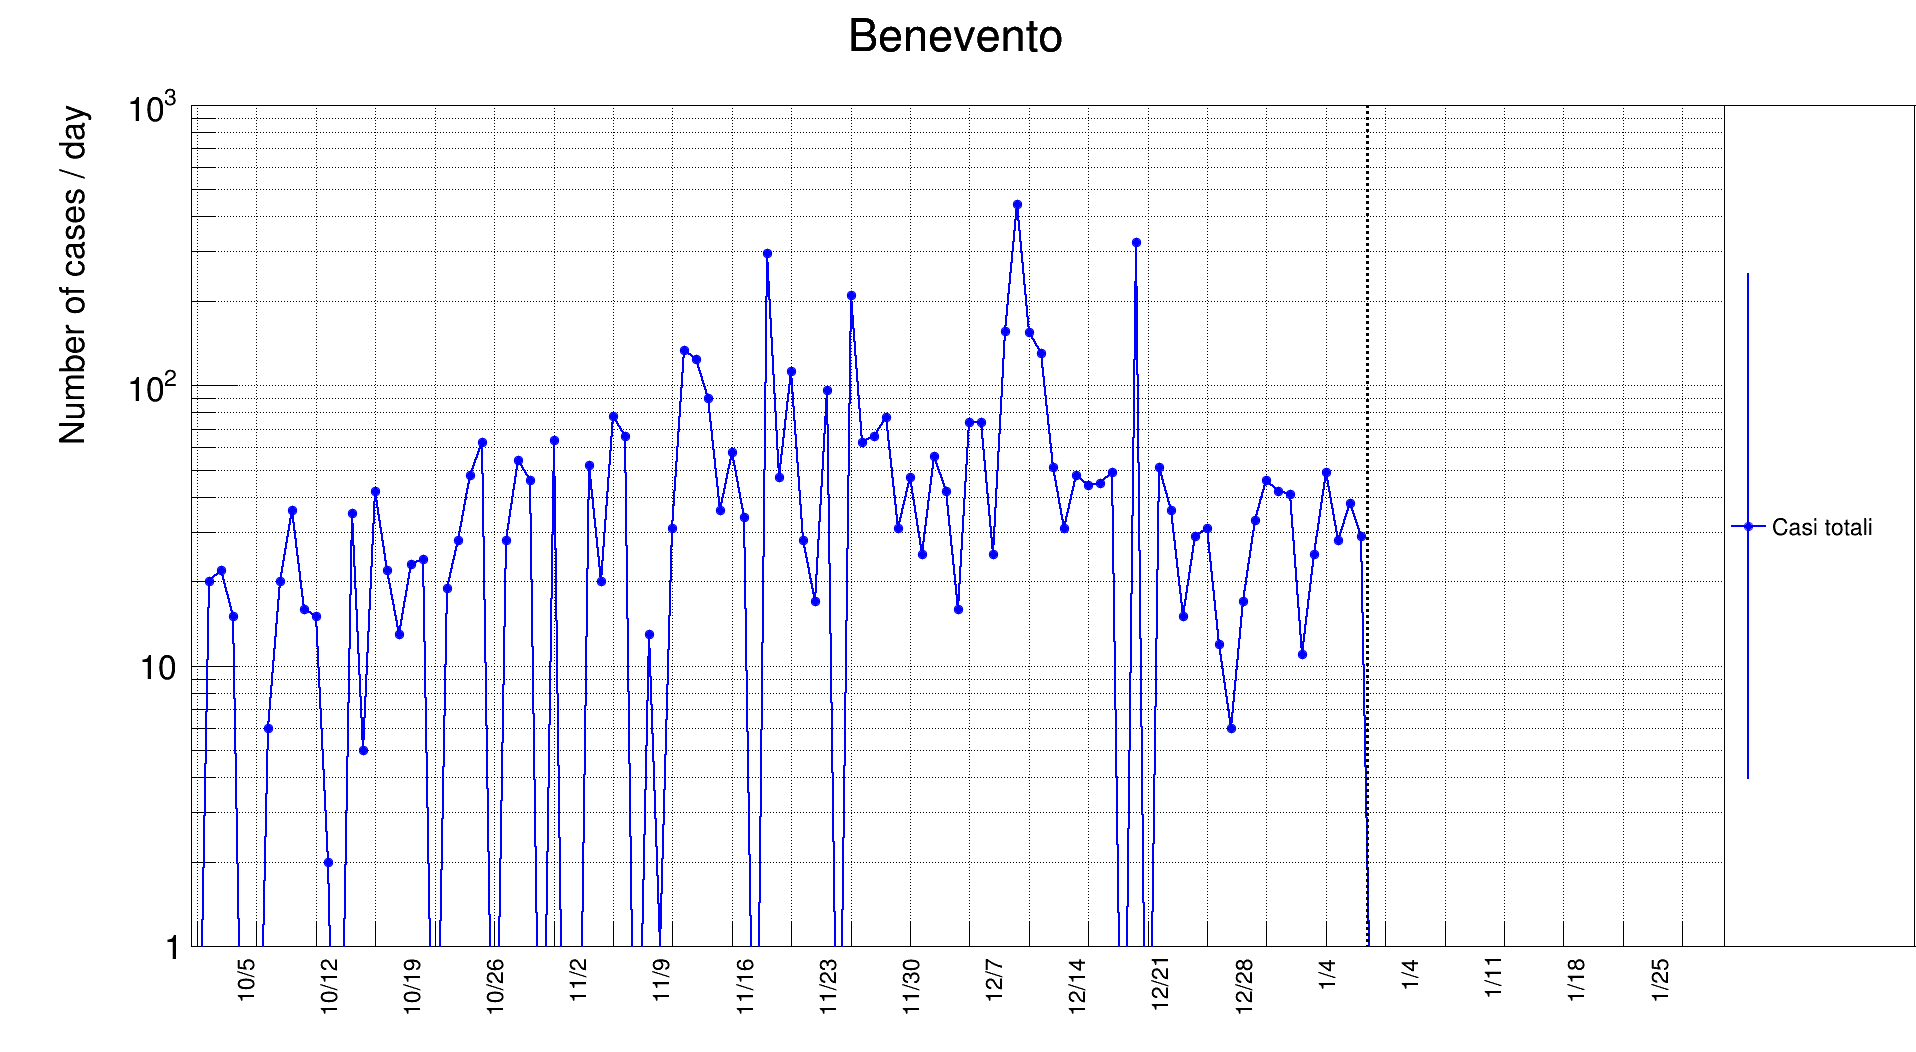 Benevento
Number of cases / day
10³
10²
10
1
10/5 10/12 10/19 10/26 11/2 11/9 11/16 11/23 11/30 12/7 12/14 12/21 12/28 1/4 1/4 1/11 1/18 1/25
Casi totali